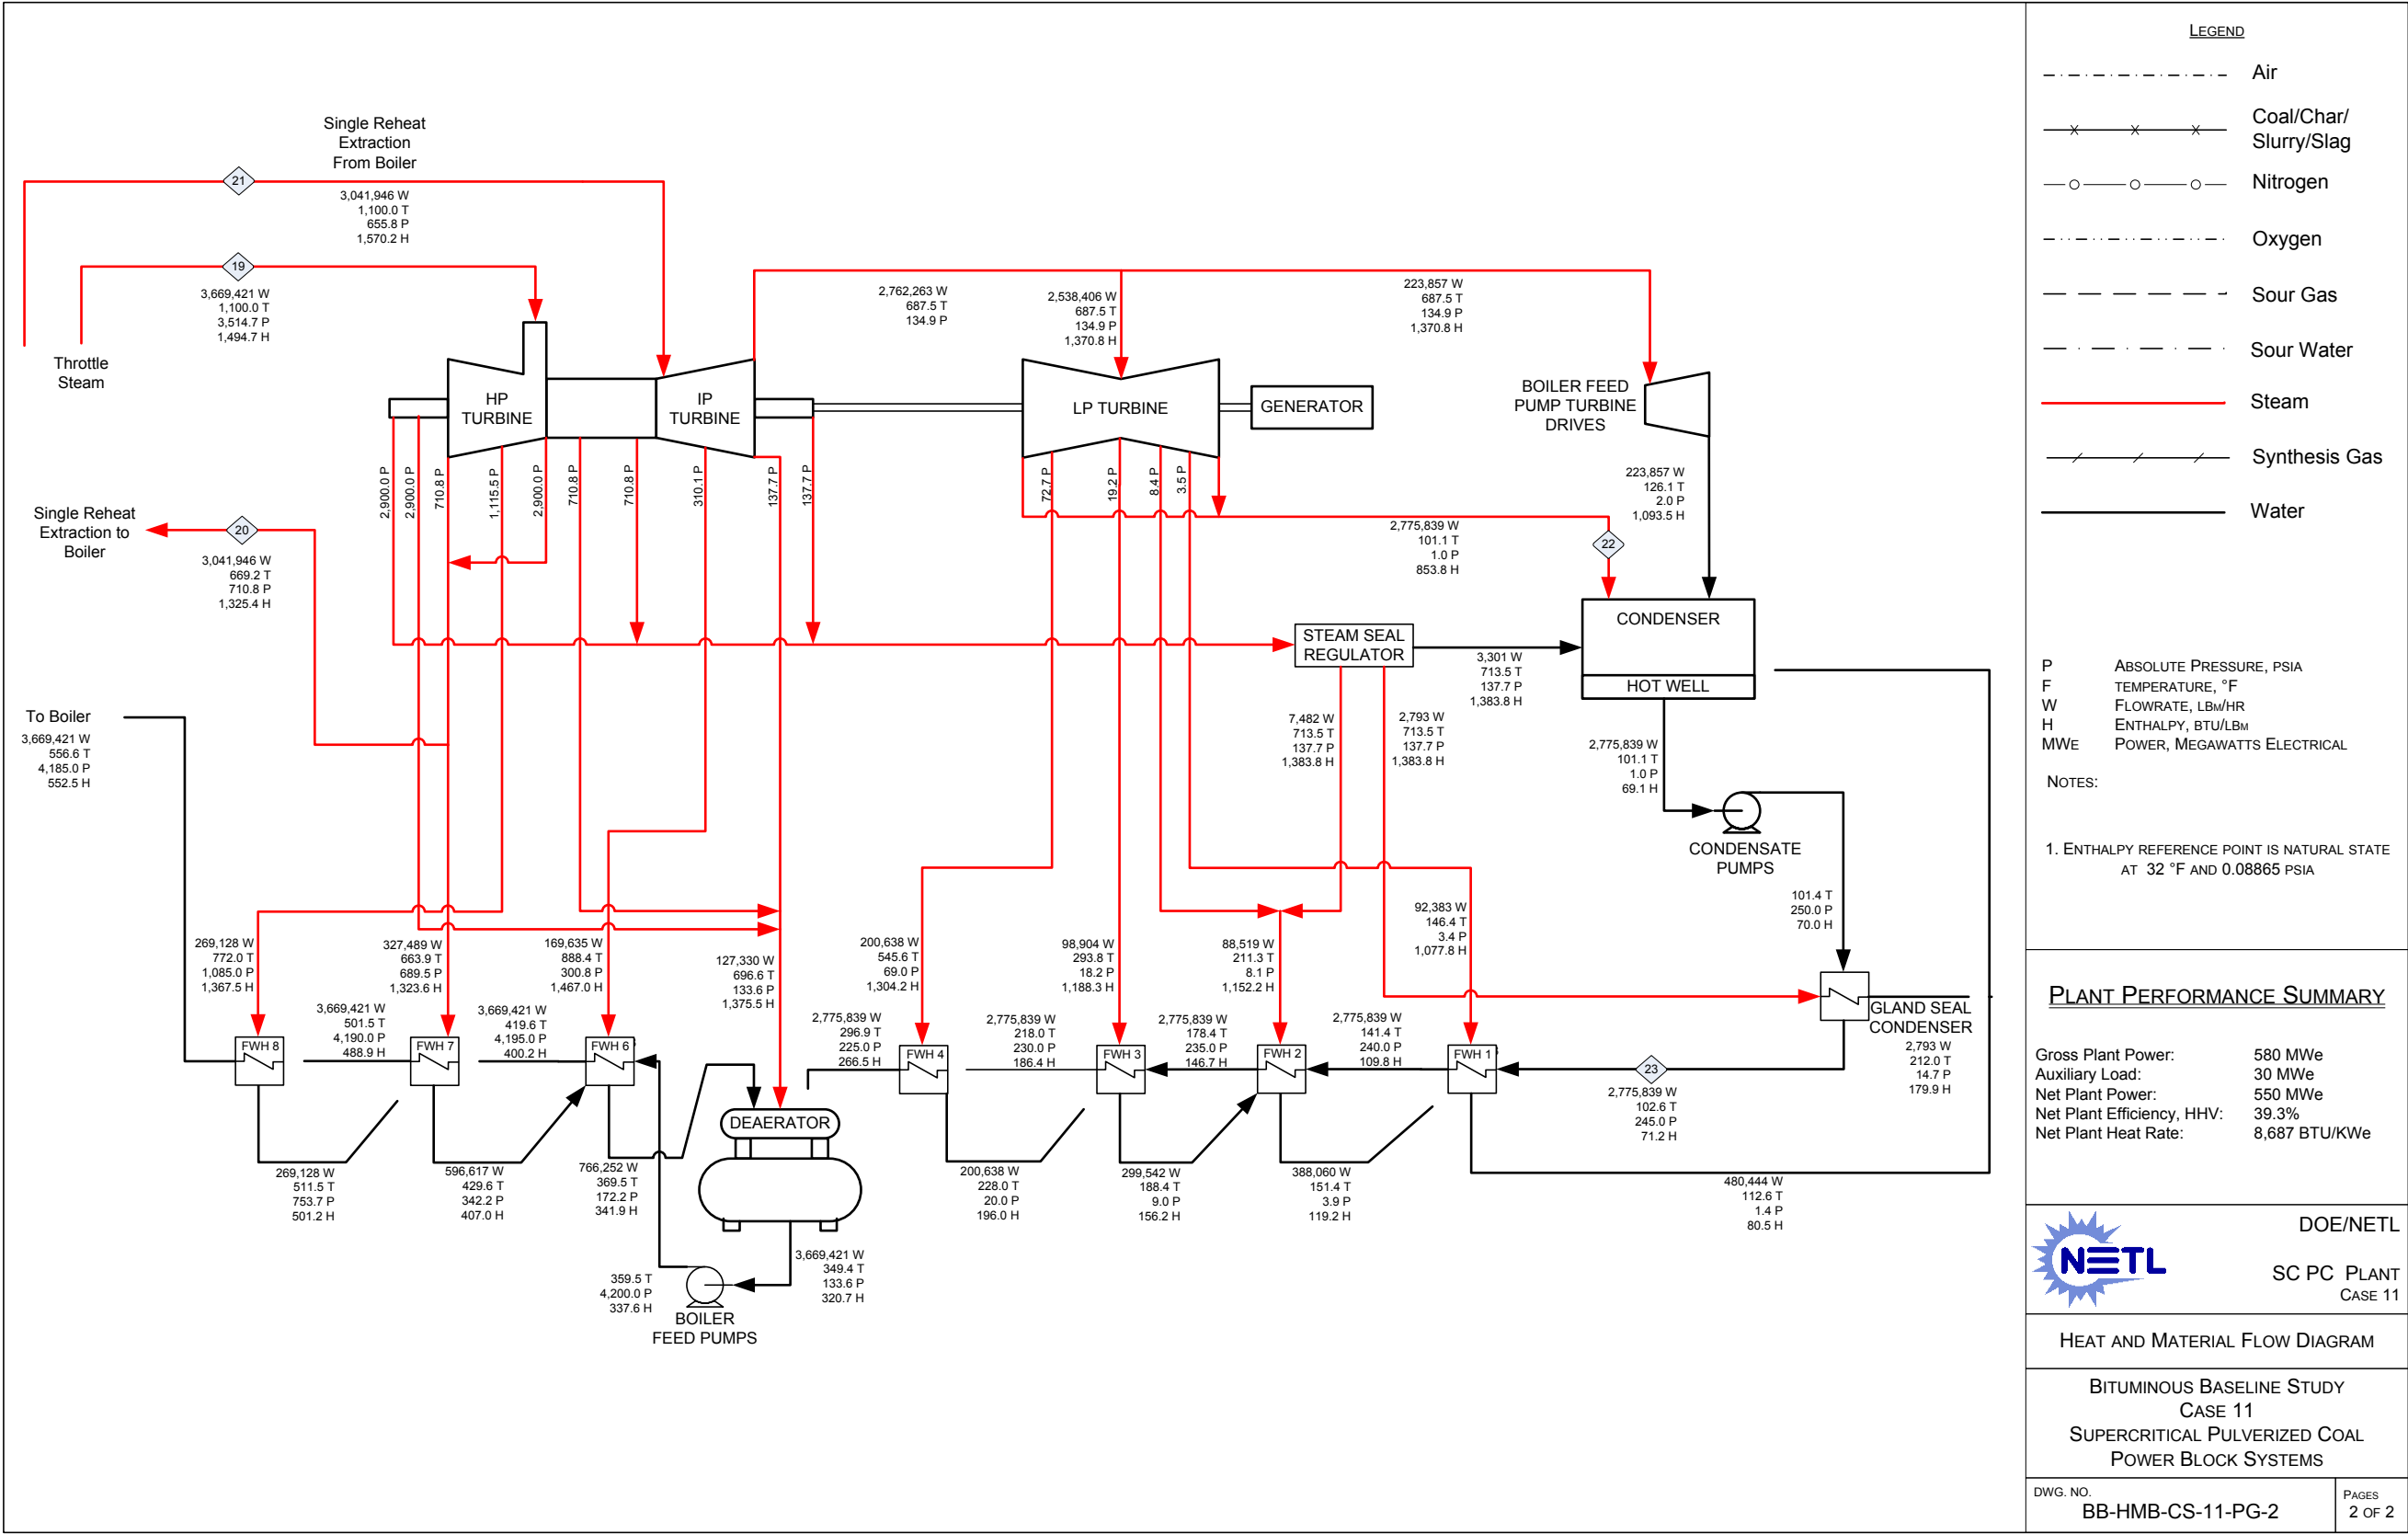 Single Reheat
Extraction
From Boiler
21
3,041,946 W
1,100.0 T
655.8 P
1,570.2 H
19
3,669,421 W
1,100.0 T
3,514.7 P
1,494.7 H
Throttle
Steam
2,762,263 W
687.5 T
134.9 P
2,538,406 W
687.5 T
134.9 P
1,370.8 H
223,857 W
687.5 T
134.9 P
1,370.8 H
HP
TURBINE
IP
TURBINE
LP TURBINE
GENERATOR
BOILER FEED
PUMP TURBINE
DRIVES
2,900.0 P
2,900.0 P
710.8 P
1,115.5 P
2,900.0 P
710.8 P
710.8 P
310.1 P
137.7 P
137.7 P
72.7 P
19.2 P
8.4 P
3.5 P
223,857 W
126.1 T
2.0 P
1,093.5 H
Single Reheat
Extraction to
Boiler
20
3,041,946 W
669.2 T
710.8 P
1,325.4 H
2,775,839 W
101.1 T
1.0 P
853.8 H
22
CONDENSER
HOT WELL
STEAM SEAL
REGULATOR
3,301 W
713.5 T
137.7 P
1,383.8 H
7,482 W
713.5 T
137.7 P
1,383.8 H
2,793 W
713.5 T
137.7 P
1,383.8 H
2,775,839 W
101.1 T
1.0 P
69.1 H
CONDENSATE
PUMPS
101.4 T
250.0 P
70.0 H
To Boiler
3,669,421 W
556.6 T
4,185.0 P
552.5 H
269,128 W
772.0 T
1,085.0 P
1,367.5 H
327,489 W
663.9 T
689.5 P
1,323.6 H
169,635 W
888.4 T
300.8 P
1,467.0 H
127,330 W
696.6 T
133.6 P
1,375.5 H
200,638 W
545.6 T
69.0 P
1,304.2 H
98,904 W
293.8 T
18.2 P
1,188.3 H
88,519 W
211.3 T
8.1 P
1,152.2 H
92,383 W
146.4 T
3.4 P
1,077.8 H
FWH 8
3,669,421 W
501.5 T
4,190.0 P
488.9 H
FWH 7
3,669,421 W
419.6 T
4,195.0 P
400.2 H
FWH 6
DEAERATOR
2,775,839 W
296.9 T
225.0 P
266.5 H
FWH 4
2,775,839 W
218.0 T
230.0 P
186.4 H
FWH 3
2,775,839 W
178.4 T
235.0 P
146.7 H
FWH 2
2,775,839 W
141.4 T
240.0 P
109.8 H
FWH 1
23
2,775,839 W
102.6 T
245.0 P
71.2 H
GLAND SEAL
CONDENSER
2,793 W
212.0 T
14.7 P
179.9 H
269,128 W
511.5 T
753.7 P
501.2 H
596,617 W
429.6 T
342.2 P
407.0 H
766,252 W
369.5 T
172.2 P
341.9 H
200,638 W
228.0 T
20.0 P
196.0 H
299,542 W
188.4 T
9.0 P
156.2 H
388,060 W
151.4 T
3.9 P
119.2 H
480,444 W
112.6 T
1.4 P
80.5 H
3,669,421 W
349.4 T
133.6 P
320.7 H
359.5 T
4,200.0 P
337.6 H
BOILER
FEED PUMPS
LEGEND
Air
Coal/Char/
Slurry/Slag
Nitrogen
Oxygen
Sour Gas
Sour Water
Steam
Synthesis Gas
Water
P ABSOLUTE PRESSURE, PSIA
F TEMPERATURE, °F
W FLOWRATE, LBM/HR
H ENTHALPY, BTU/LBM
MWE POWER, MEGAWATTS ELECTRICAL
NOTES:
1. ENTHALPY REFERENCE POINT IS NATURAL STATE
AT 32 °F AND 0.08865 PSIA
PLANT PERFORMANCE SUMMARY
Gross Plant Power: 580 MWe
Auxiliary Load: 30 MWe
Net Plant Power: 550 MWe
Net Plant Efficiency, HHV: 39.3%
Net Plant Heat Rate: 8,687 BTU/KWe
NETL
DOE/NETL
SC PC PLANT
CASE 11
HEAT AND MATERIAL FLOW DIAGRAM
BITUMINOUS BASELINE STUDY
CASE 11
SUPERCRITICAL PULVERIZED COAL
POWER BLOCK SYSTEMS
DWG. NO.
BB-HMB-CS-11-PG-2
PAGES
2 OF 2